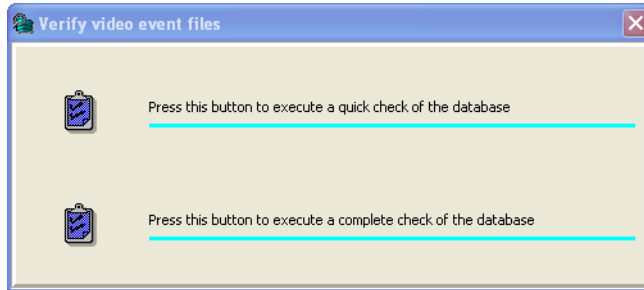 Verify video event files
Press this button to execute a quick check of the database
Press this button to execute a complete check of the database